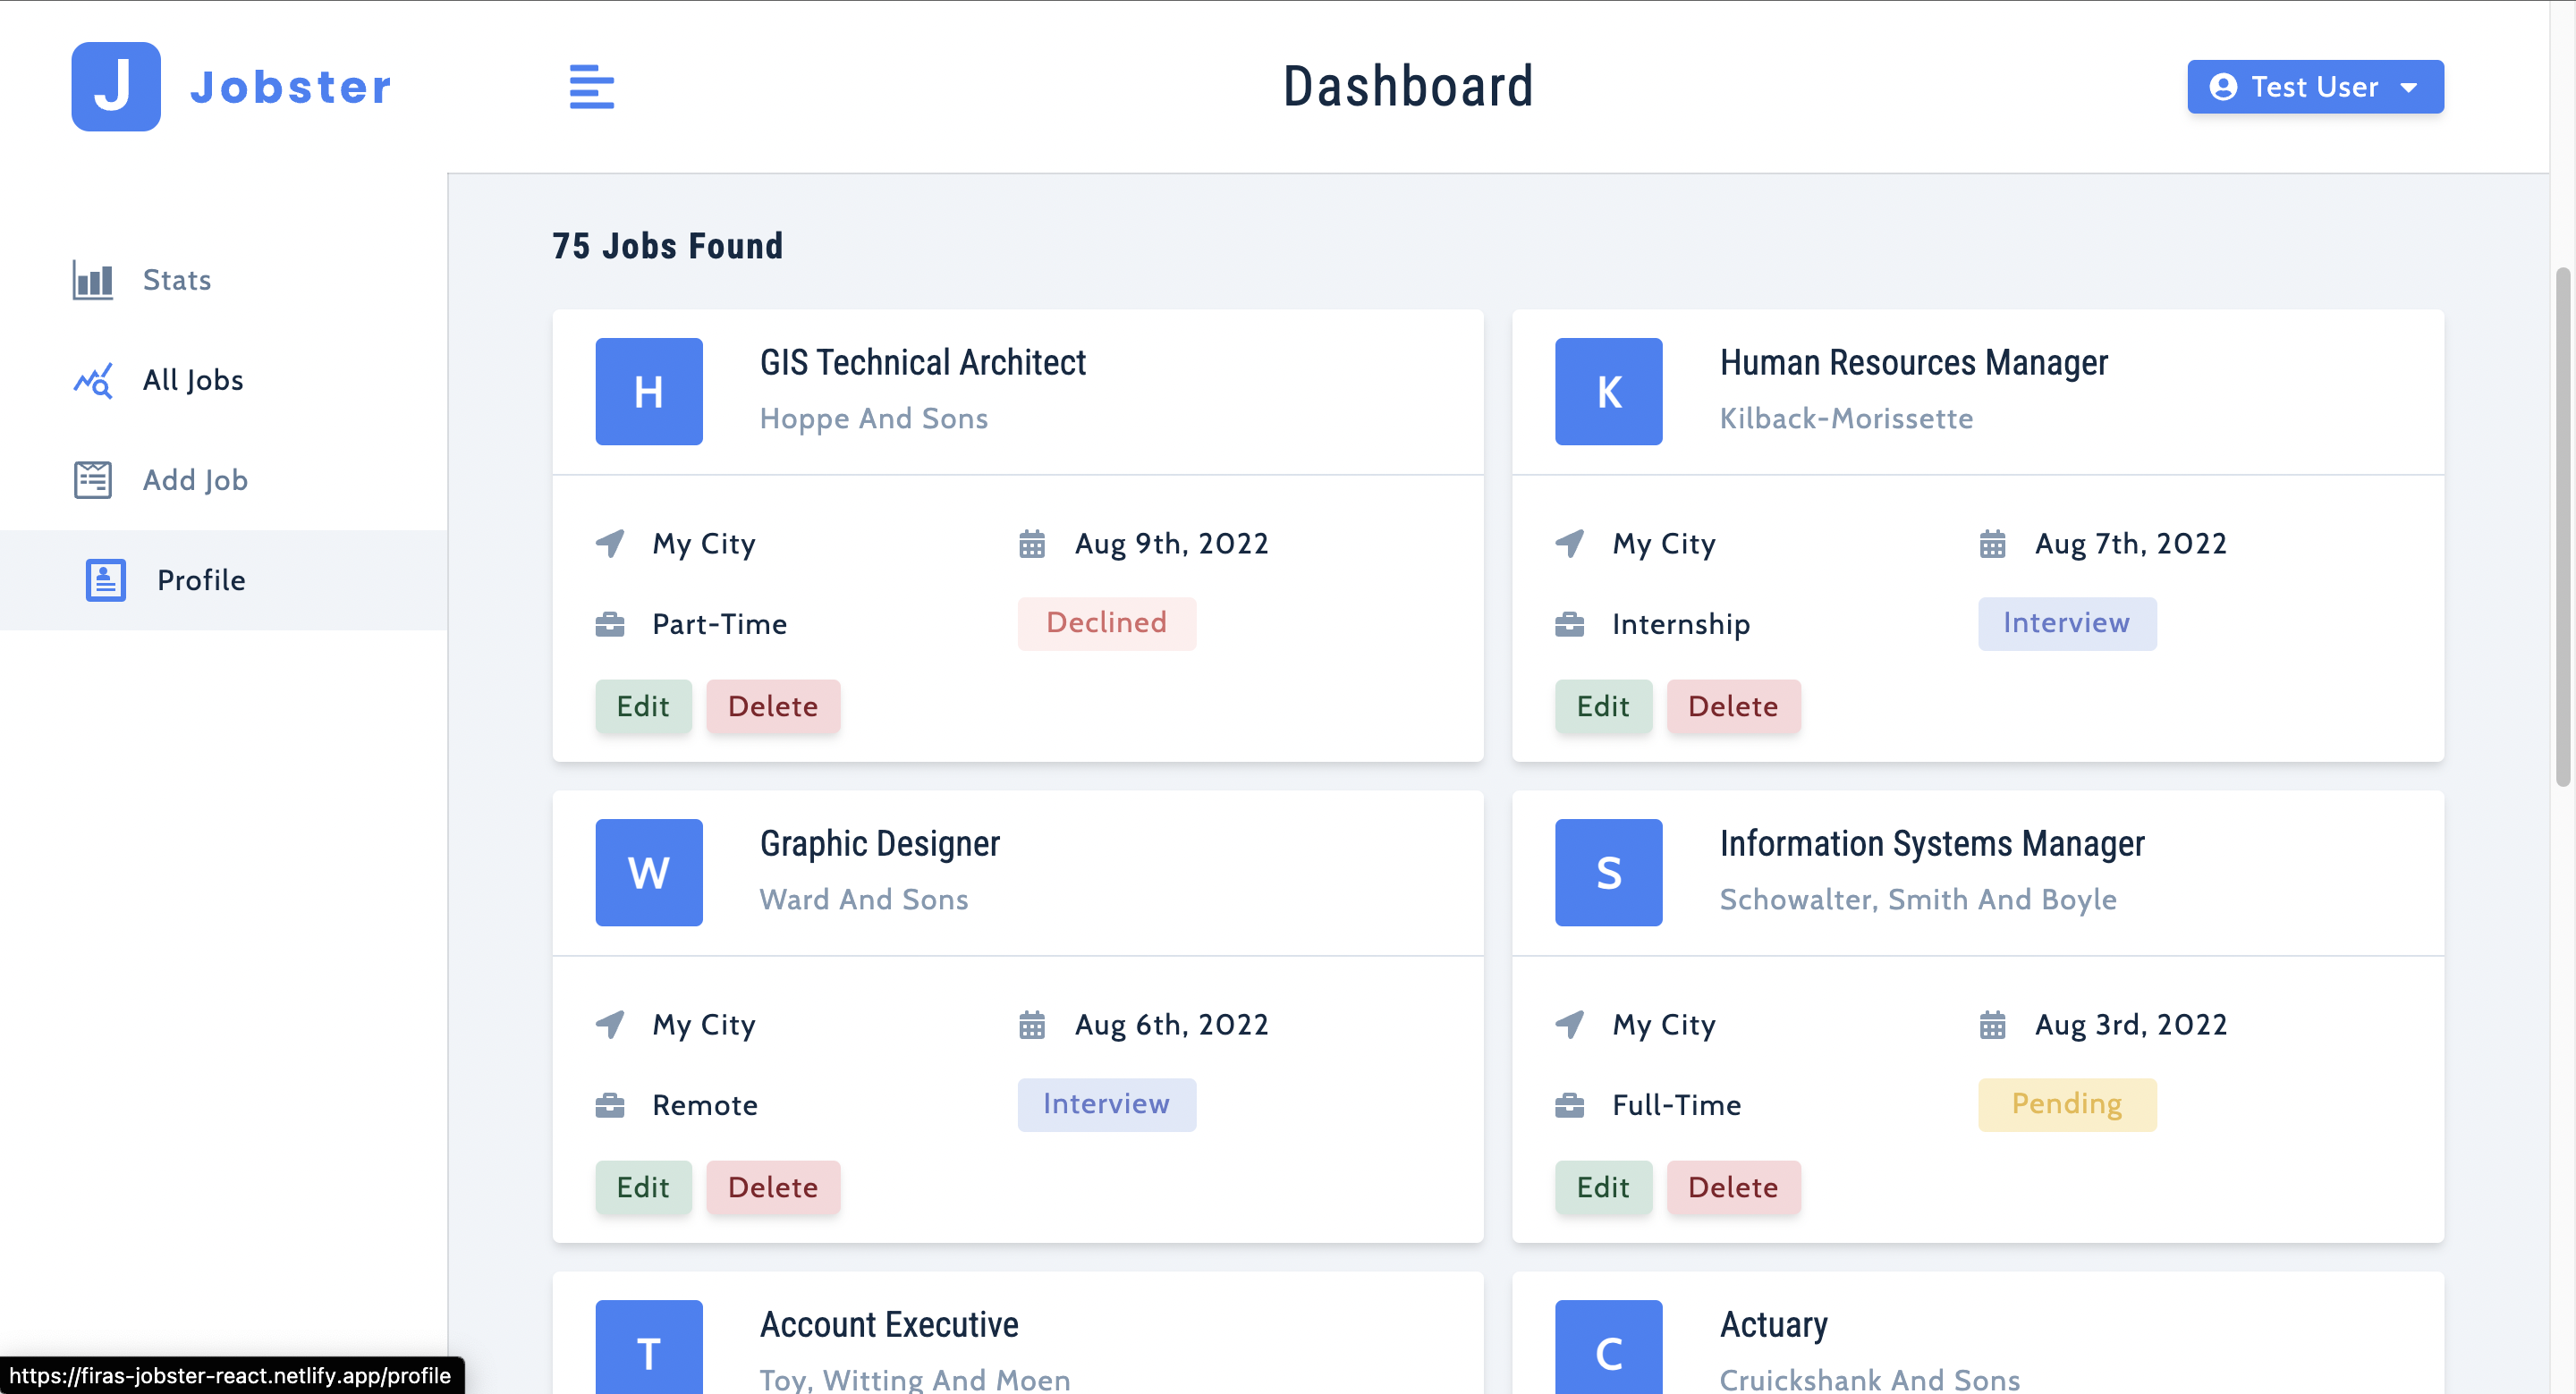 J Jobster
Dashboard
Test User
Stats
All Jobs
Add Job
Profile
75 Jobs Found
H
GIS Technical Architect
Hoppe And Sons
My City
Aug 9th, 2022
Part-Time
Declined
Edit Delete
K
Human Resources Manager
Kilback-Morissette
My City
Aug 7th, 2022
Internship
Interview
Edit Delete
W
Graphic Designer
Ward And Sons
My City
Aug 6th, 2022
Remote
Interview
Edit Delete
S
Information Systems Manager
Schowalter, Smith And Boyle
My City
Aug 3rd, 2022
Full-Time
Pending
Edit Delete
T
Account Executive
Toy, Witting And Moen
C
Actuary
Cruickshank And Sons
https://firas-jobster-react.netlify.app/profile